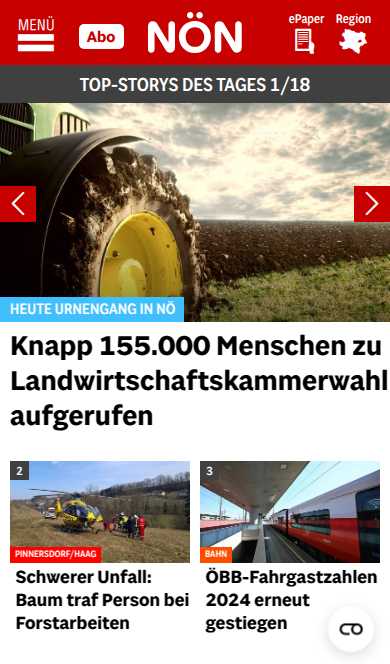 MENÜ
Abo
NÖN
ePaper
Region
TOP-STORYS DES TAGES 1/18
HEUTE URNENGANG IN NÖ
Knapp 155.000 Menschen zu
Landwirtschaftskammerwahl
aufgerufen
2
PINNERSDORF/HAAG
Schwerer Unfall:
Baum traf Person bei
Forstarbeiten
3
BAHN
ÖBB-Fahrgastzahlen
2024 erneut
gestiegen